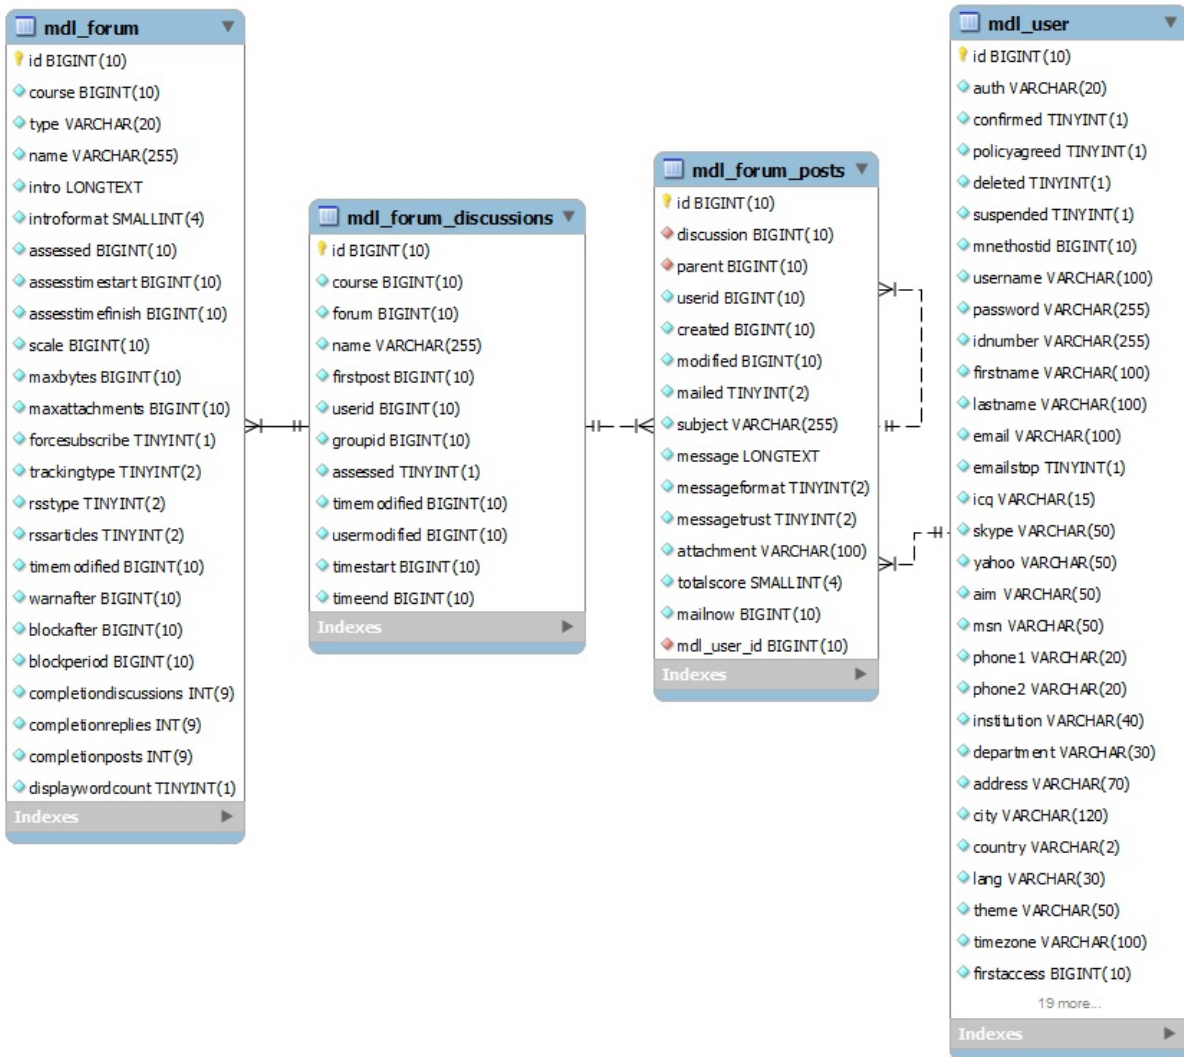 mdl_forum
id BIGINT(10)
course BIGINT(10)
type VARCHAR(20)
name VARCHAR(255)
intro LONGTEXT
introformat SMALLINT(4)
assessed BIGINT(10)
assesstimestart BIGINT(10)
assesstimefinish BIGINT(10)
scale BIGINT(10)
maxbytes BIGINT(10)
maxattachments BIGINT(10)
forcesubscribe TINYINT(1)
trackingtype TINYINT(2)
rsstype TINYINT(2)
rssarticles TINYINT(2)
timemodified BIGINT(10)
warnafter BIGINT(10)
blockafter BIGINT(10)
blockperiod BIGINT(10)
completiondiscussions INT(9)
completionreplies INT(9)
completionposts INT(9)
displaywordcount TINYINT(1)
Indexes
mdl_forum_discussions
id BIGINT(10)
course BIGINT(10)
forum BIGINT(10)
name VARCHAR(255)
firstpost BIGINT(10)
userid BIGINT(10)
groupid BIGINT(10)
assessed TINYINT(1)
timemodified BIGINT(10)
usermodified BIGINT(10)
timestart BIGINT(10)
timeend BIGINT(10)
Indexes
mdl_forum_posts
id BIGINT(10)
discussion BIGINT(10)
parent BIGINT(10)
userid BIGINT(10)
created BIGINT(10)
modified BIGINT(10)
mailed TINYINT(2)
subject VARCHAR(255)
message LONGTEXT
messageformat TINYINT(2)
messagetrust TINYINT(2)
attachment VARCHAR(100)
totalscore SMALLINT(4)
mailnow BIGINT(10)
mdl_user_id BIGINT(10)
Indexes
mdl_user
id BIGINT(10)
auth VARCHAR(20)
confirmed TINYINT(1)
policyagreed TINYINT(1)
deleted TINYINT(1)
suspended TINYINT(1)
mnethostid BIGINT(10)
username VARCHAR(100)
password VARCHAR(255)
idnumber VARCHAR(255)
firstname VARCHAR(100)
lastname VARCHAR(100)
email VARCHAR(100)
emailstop TINYINT(1)
icq VARCHAR(15)
skype VARCHAR(50)
yahoo VARCHAR(50)
aim VARCHAR(50)
msn VARCHAR(50)
phone1 VARCHAR(20)
phone2 VARCHAR(20)
institution VARCHAR(40)
department VARCHAR(30)
address VARCHAR(70)
city VARCHAR(120)
country VARCHAR(2)
lang VARCHAR(30)
theme VARCHAR(50)
timezone VARCHAR(100)
firstaccess BIGINT(10)
19 more...
Indexes